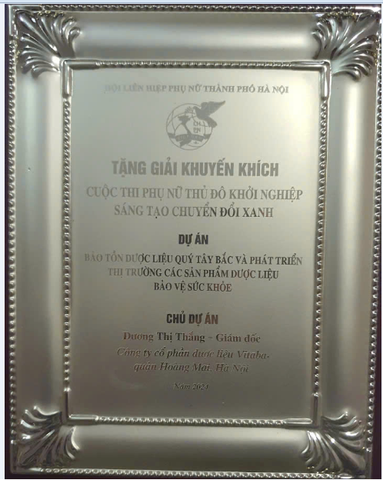 HỘI LIÊN HIỆP PHỤ NỮ THÀNH PHỐ HÀ NỘI
TẶNG GIẢI KHUYẾN KHÍCH
CUỘC THI PHỤ NỮ THỦ ĐÔ KHỞI NGHIỆP
SÁNG TẠO CHUYỂN ĐỔI XANH
DỰ ÁN
BẢO TỒN DƯỢC LIỆU QUÝ TÂY BẮC VÀ PHÁT TRIỂN
THỊ TRƯỜNG CÁC SẢN PHẨM DƯỢC LIỆU
BẢO VỆ SỨC KHỎE
CHỦ DỰ ÁN
Dương Thị Thắng - Giám đốc
Công ty cổ phần dược liệu
quận Hoàng Mai, Hà Nội
Năm